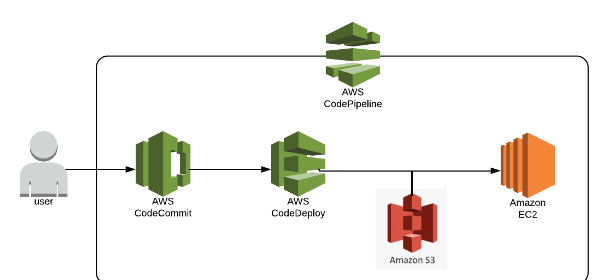 AWS
CodePipeline
user
AWS
CodeCommit
AWS
CodeDeploy
Amazon S3
Amazon
EC2